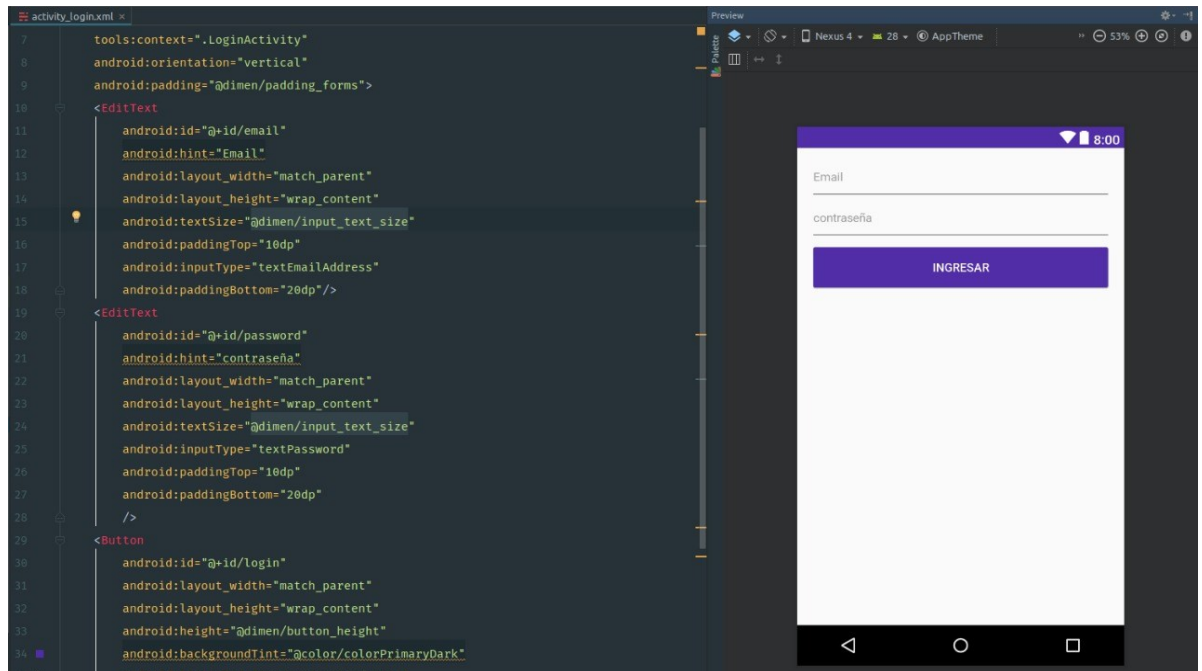 activity_login.xml ×
7 tools:context=".LoginActivity"
8 android:orientation="vertical"
9 android:padding="@dimen/padding_forms">
10 <EditText
11 android:id="@+id/email"
12 android:hint="Email"
13 android:layout_width="match_parent"
14 android:layout_height="wrap_content"
15 android:textSize="@dimen/input_text_size"
16 android:paddingTop="10dp"
17 android:inputType="textEmailAddress"
18 android:paddingBottom="20dp"/>
19 <EditText
20 android:id="@+id/password"
21 android:hint="contraseña"
22 android:layout_width="match_parent"
23 android:layout_height="wrap_content"
24 android:textSize="@dimen/input_text_size"
25 android:inputType="textPassword"
26 android:paddingTop="10dp"
27 android:paddingBottom="20dp"
28 />
29 <Button
30 android:id="@+id/login"
31 android:layout_width="match_parent"
32 android:layout_height="wrap_content"
33 android:height="@dimen/button_height"
34 android:backgroundTint="@color/colorPrimaryDark"
Preview
Palette
Nexus 4 28 AppTheme » 53%
8:00
Email
contraseña
INGRESAR